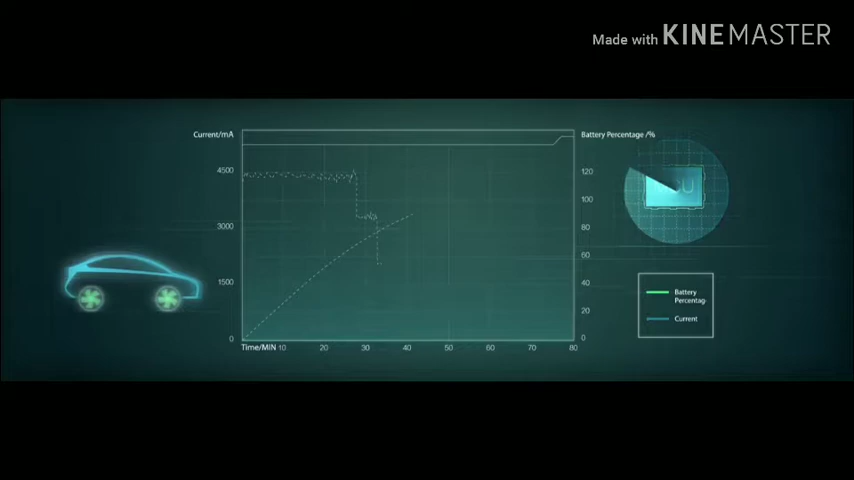 Made with KINEMASTER
Current/mA
4500
3000
1500
0
Time/MIN 10 20 30 40 50 60 70 80
Battery Percentage /%
120
100
80
60
40
20
0
Battery
Percentag
Current